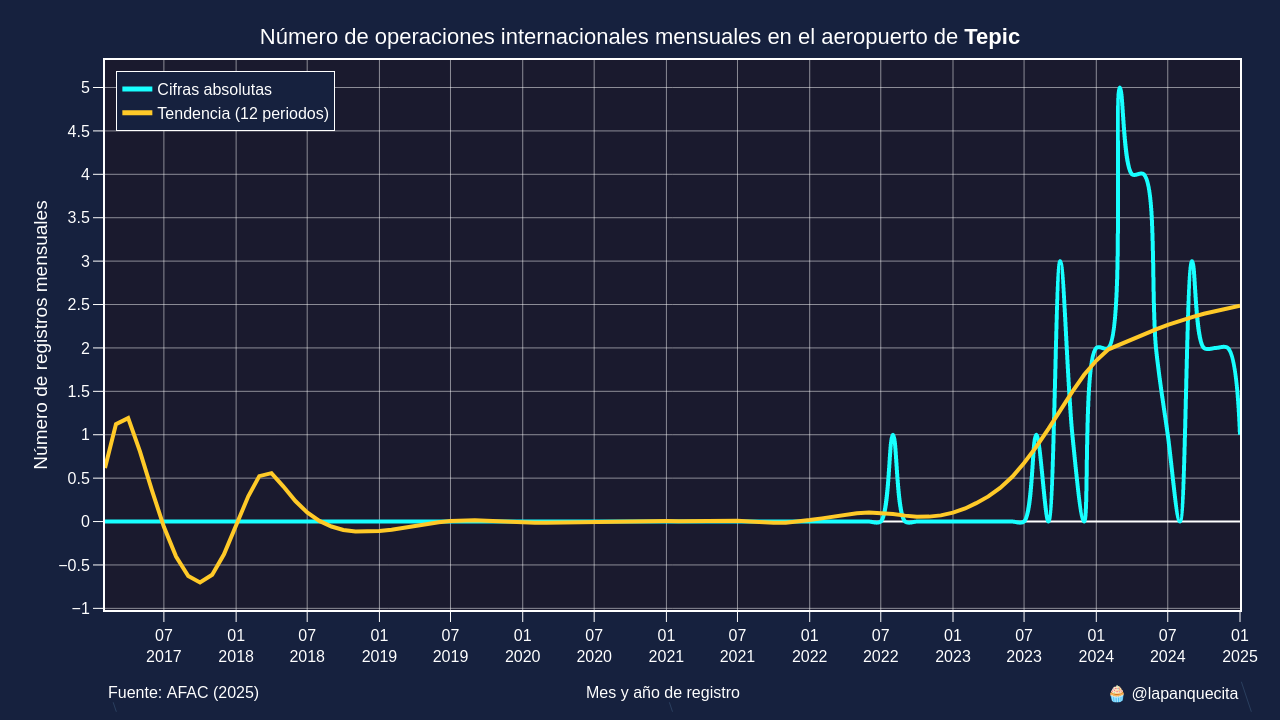 Número de operaciones internacionales mensuales en el aeropuerto de Tepic
Cifras absolutas
Tendencia (12 periodos)
Número de registros mensuales
5
4.5
4
3.5
3
2.5
2
1.5
1
0.5
0
−0.5
−1
07 01 07 01 07 01 07 01 07 01 07 01 07 01 07 01
2017 2018 2018 2019 2019 2020 2020 2021 2021 2022 2022 2023 2023 2024 2024 2025
Fuente: AFAC (2025)
Mes y año de registro
🧁 @lapanquecita